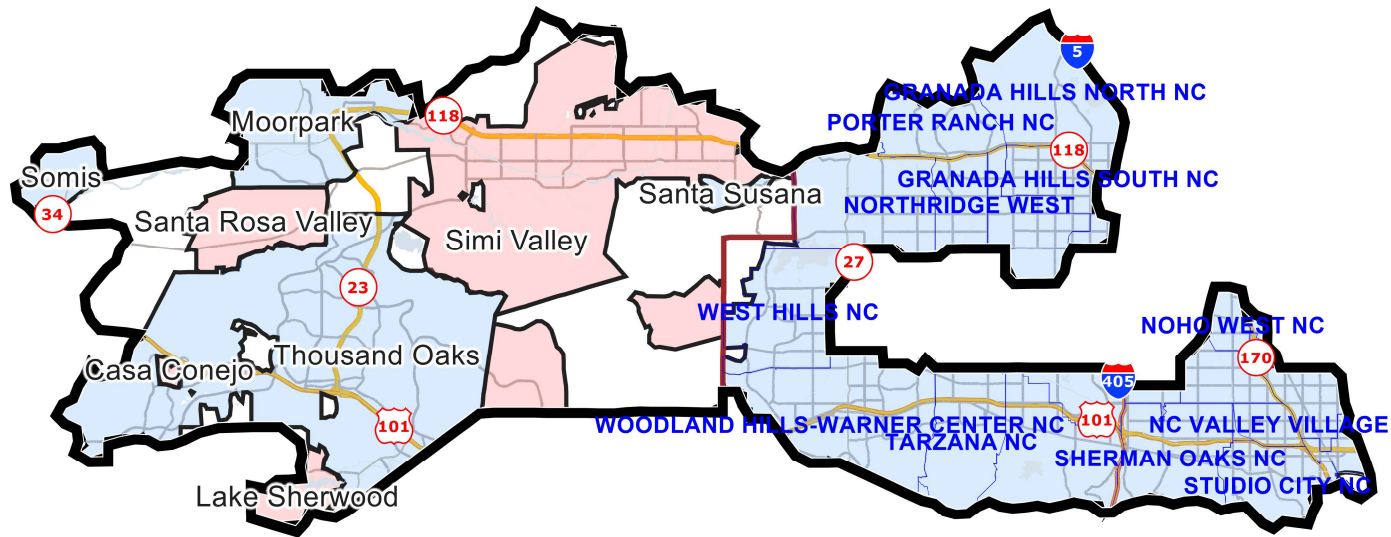 5
GRANADA HILLS NORTH NC
118
Moorpark
PORTER RANCH NC
118
Somis
GRANADA HILLS SOUTH NC
Santa Susana
34
Santa Rosa Valley
NORTHRIDGE WEST
Simi Valley
27
23
WEST HILLS NC
NOHO WEST NC
Thousand Oaks
170
Casa Conejo
405
101
WOODLAND HILLS-WARNER CENTER NC
101
NC VALLEY VILLAGE
TARZANA NC
SHERMAN OAKS NC
STUDIO CITY NC
Lake Sherwood